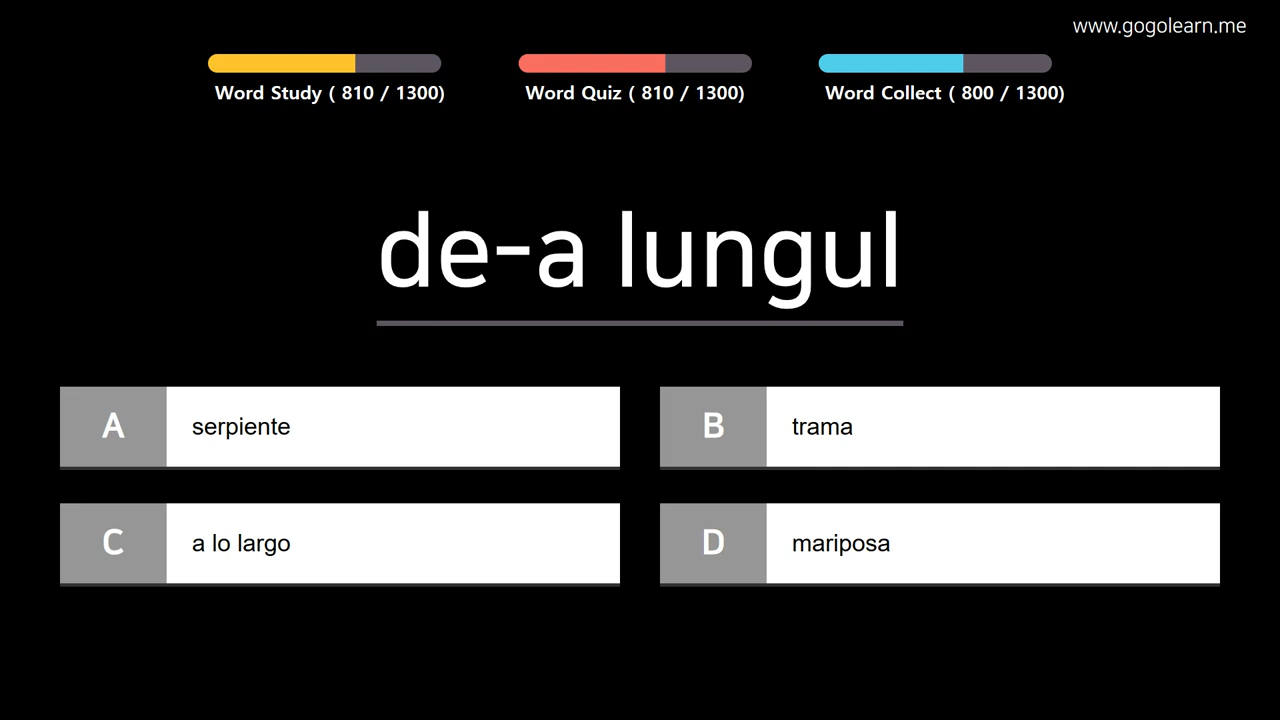 www.gogolearn.me
Word Study ( 810 / 1300)
Word Quiz ( 810 / 1300)
Word Collect ( 800 / 1300)
de-a lungul
A serpiente
B trama
C a lo largo
D mariposa